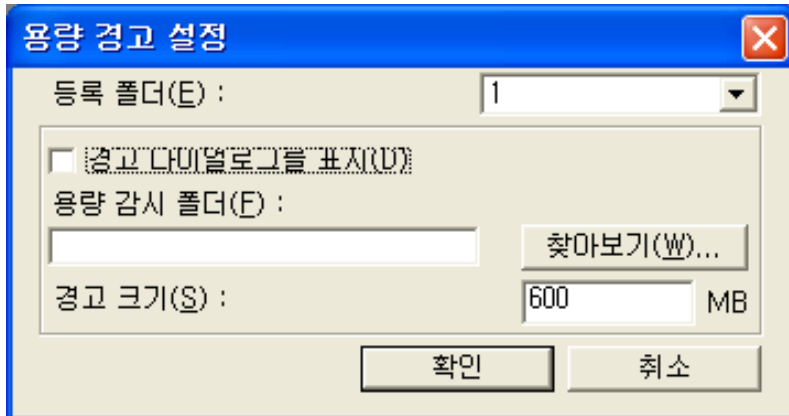 용량 경고 설정
등록 폴더(E) : 1
경고 다이얼로그를 표시(D)
용량 감시 폴더(F) :
찾아보기(W)...
경고 크기(S) : 600 MB
확인 취소